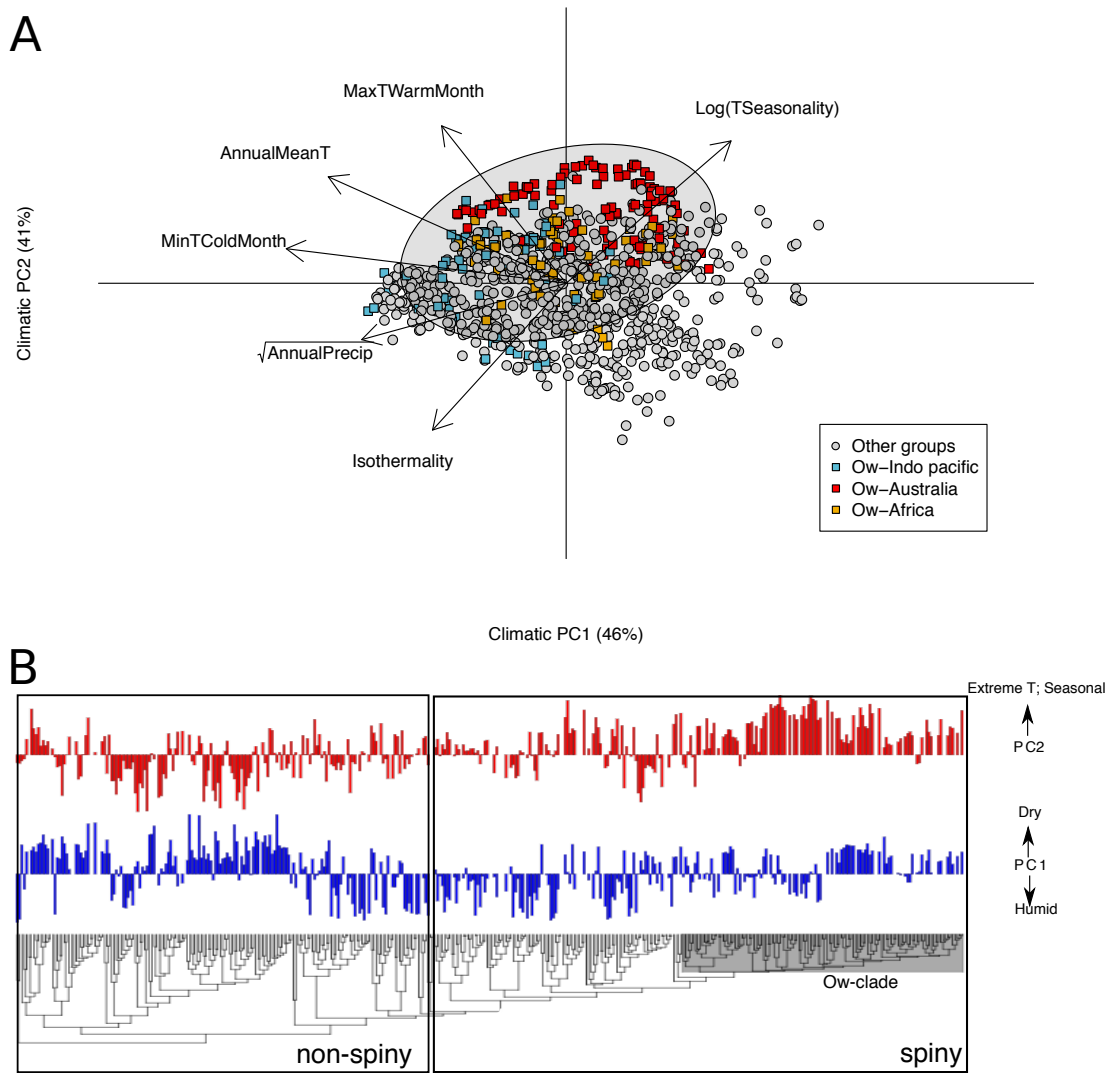 A
MaxTWarmMonth
Log(TSeasonality)
AnnualMeanT
MinTColdMonth
√AnnualPrecip
Isothermality
Climatic PC2 (41%)
Other groups
Ow−Indo pacific
Ow−Australia
Ow−Africa
Climatic PC1 (46%)
B
Extreme T; Seasonal
PC2
Dry
PC1
Humid
Ow-clade
non-spiny
spiny